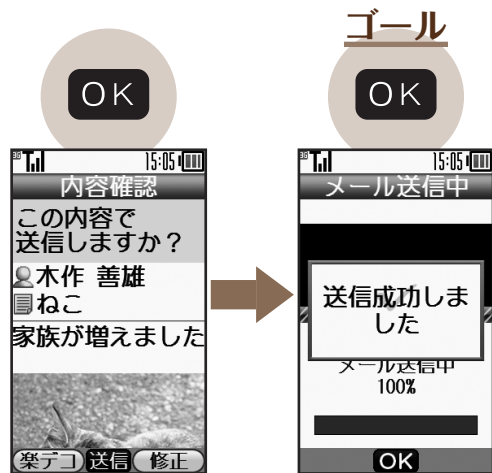 ゴール
OK
OK
3G 15:05
内容確認
この内容で
送信しますか？
木作 善雄
ねこ
家族が増えました
楽デコ 送信 修正
3G 15:05
メール送信中
送信成功しま
した
メール送信中
100%
OK